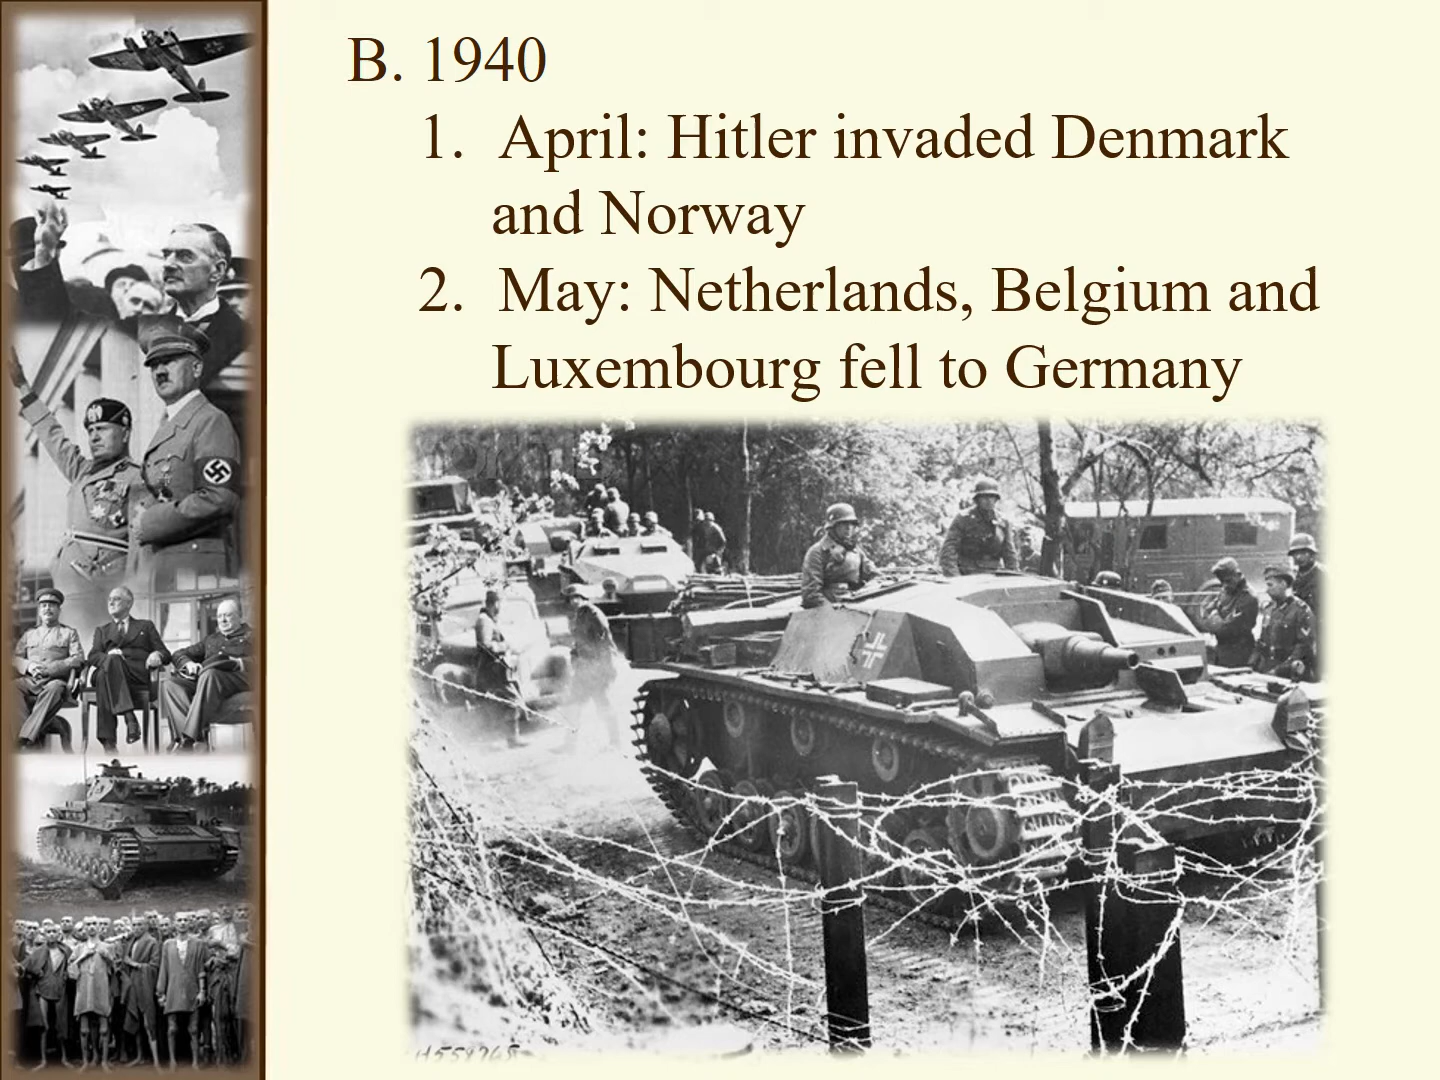 B. 1940
1. April: Hitler invaded Denmark
and Norway
2. May: Netherlands, Belgium and
Luxembourg fell to Germany